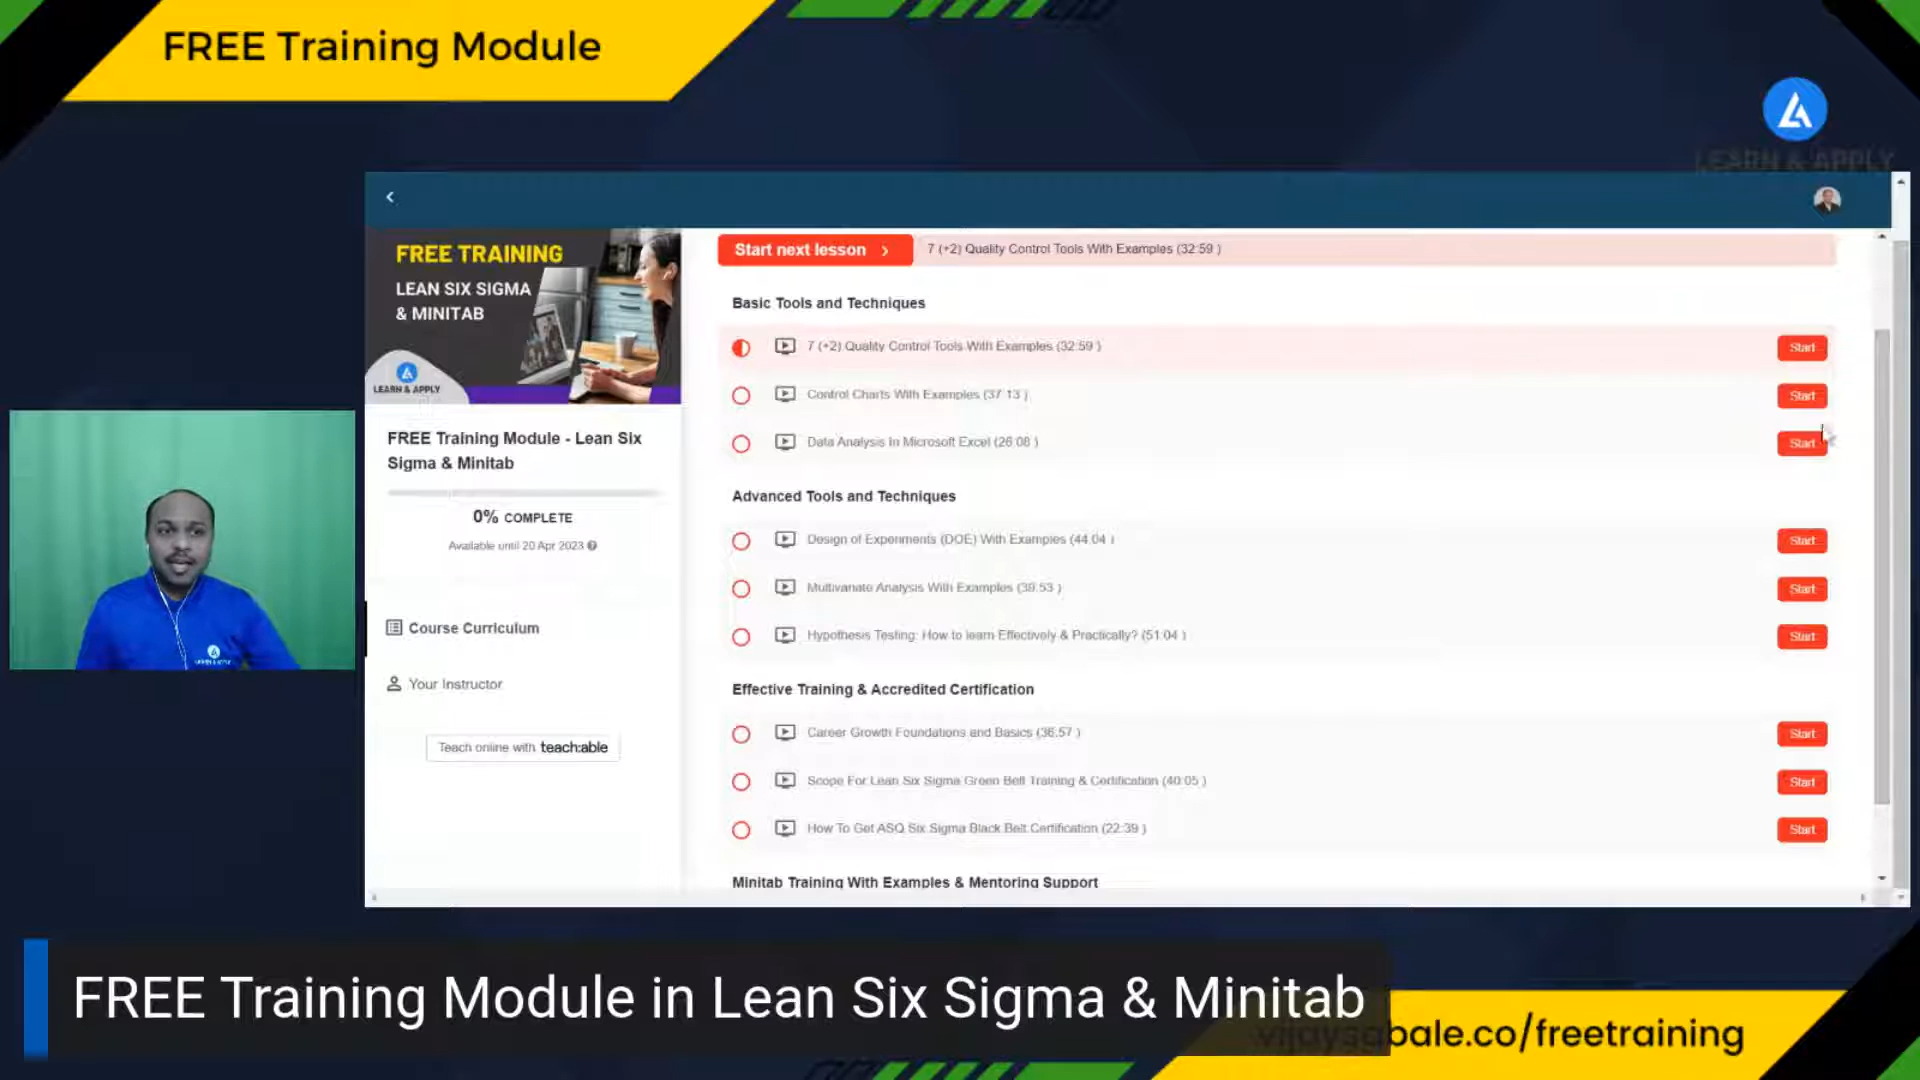 FREE Training Module
LEARN & APPLY
FREE TRAINING
LEAN SIX SIGMA
& MINITAB
LEARN & APPLY
FREE Training Module - Lean Six
Sigma & Minitab
0% COMPLETE
Available until 20 Apr 2023
Course Curriculum
Your Instructor
Teach online with teach:able
Start next lesson
7 (+2) Quality Control Tools With Examples (32:59 )
Basic Tools and Techniques
7 (+2) Quality Control Tools With Examples (32:59 )
Start
Control Charts With Examples (37:13 )
Start
Data Analysis In Microsoft Excel (26:08 )
Start
Advanced Tools and Techniques
Design of Experiments (DOE) With Examples (44:04 )
Start
Multivariate Analysis With Examples (39:53 )
Start
Hypothesis Testing: How to learn Effectively & Practically? (51:04 )
Start
Effective Training & Accredited Certification
Career Growth Foundations and Basics (36:57 )
Start
Scope For Lean Six Sigma Green Belt Training & Certification (40:05 )
Start
How To Get ASQ Six Sigma Black Belt Certification (22:39 )
Start
Minitab Training With Examples & Mentoring Support
LEARN & APPLY
FREE Training Module in Lean Six Sigma & Minitab
vijaysabale.co/freetraining